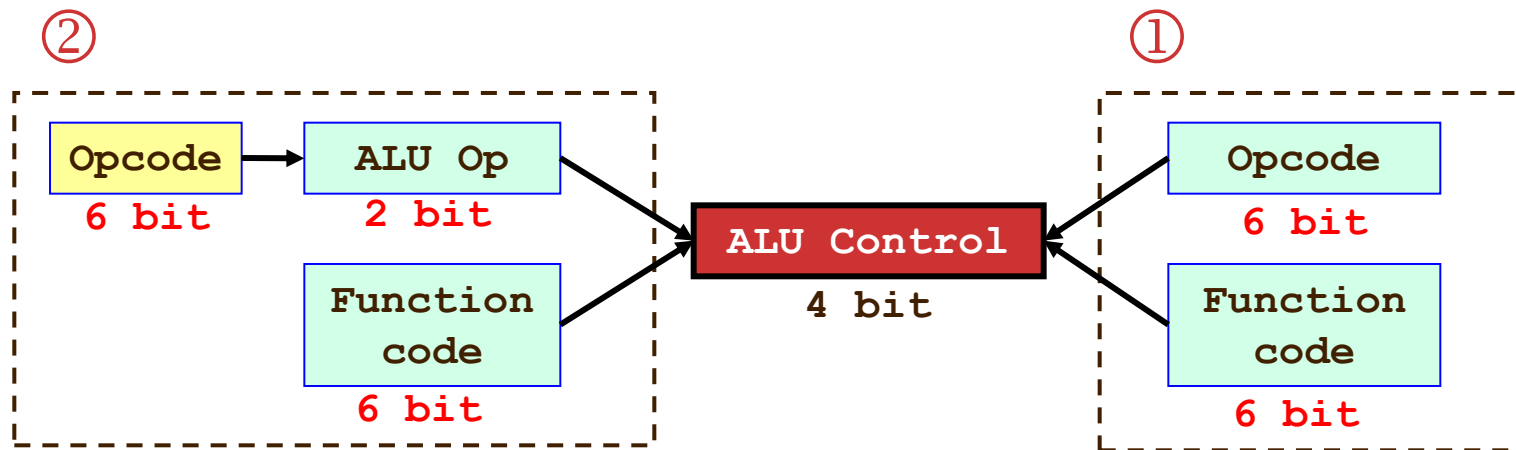 ②
Opcode
6 bit
ALU Op
2 bit
Function
code
6 bit
ALU Control
4 bit
①
Opcode
6 bit
Function
code
6 bit